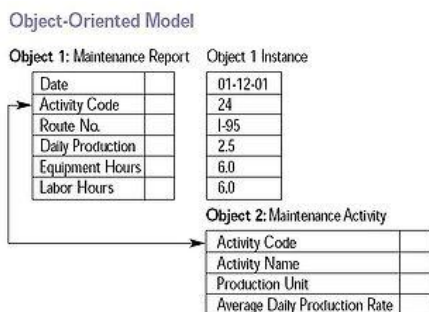 Object-Oriented Model
Object 1: Maintenance Report Object 1 Instance
Date 01-12-01
Activity Code 24
Route No. I-95
Daily Production 2.5
Equipment Hours 6.0
Labor Hours 6.0
Object 2: Maintenance Activity
Activity Code
Activity Name
Production Unit
Average Daily Production Rate